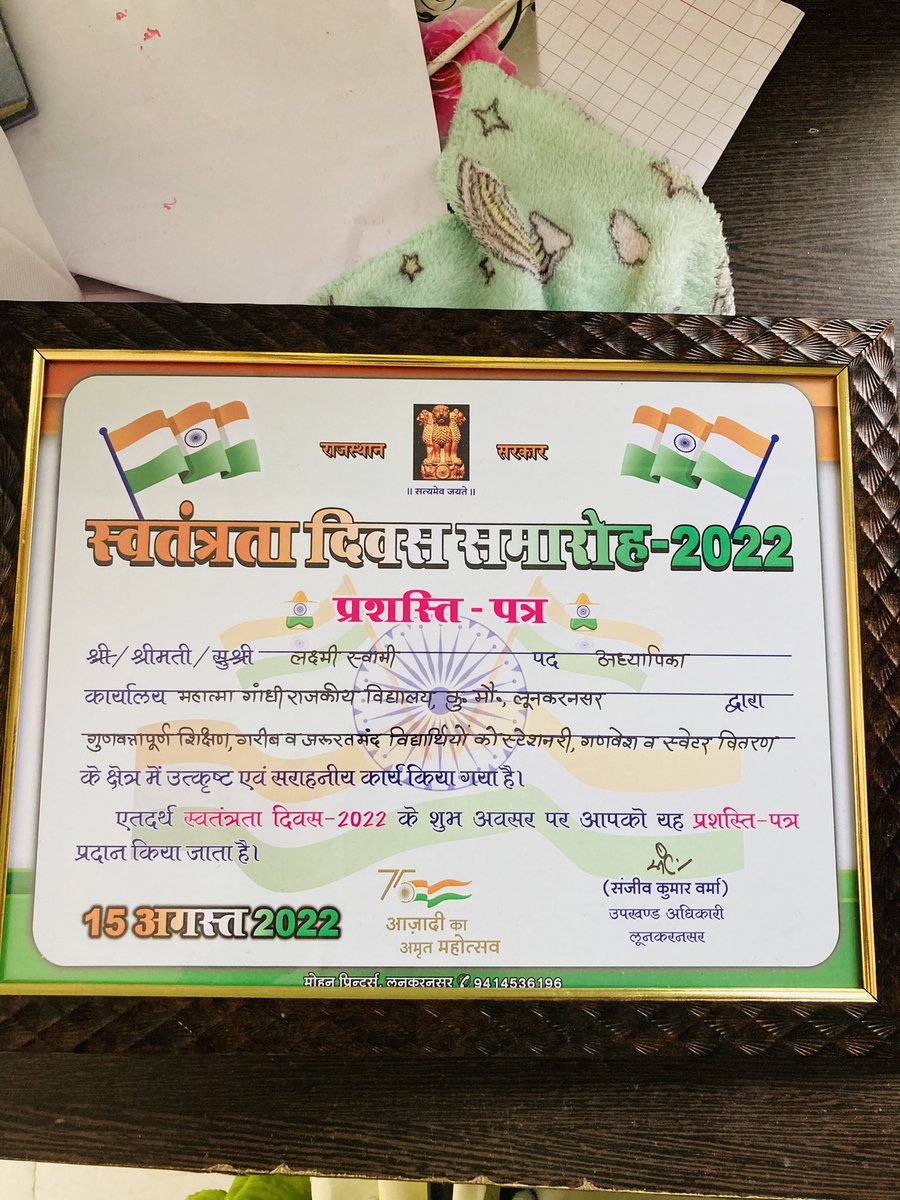 राजस्थान सरकार
॥ सत्यमेव जयते ॥
स्वतंत्रता दिवस समारोह-2022
प्रशस्ति - पत्र
श्री/श्रीमती/सुश्री लक्ष्मी स्वामी पद अध्यापिका
कार्यालय महात्मा गांधी राजकीय विद्यालय, कु. मौ., लूनकरनसर द्वारा
गुणवत्तापूर्ण शिक्षण, गरीब व जरूरतमंद विद्यार्थियों को स्टेशनरी, गणवेश व स्वेटर वितरण
के क्षेत्र में उत्कृष्ट एवं सराहनीय कार्य किया गया है।
एतदर्थ स्वतंत्रता दिवस-2022 के शुभ अवसर पर आपको यह प्रशस्ति-पत्र
प्रदान किया जाता है।
(संजीव कुमार वर्मा)
उपखण्ड अधिकारी
लूनकरनसर
15 अगस्त 2022
75
आज़ादी का
अमृत महोत्सव
मोहन प्रिन्टर्स, लूनकरनसर ✆ 9414536196